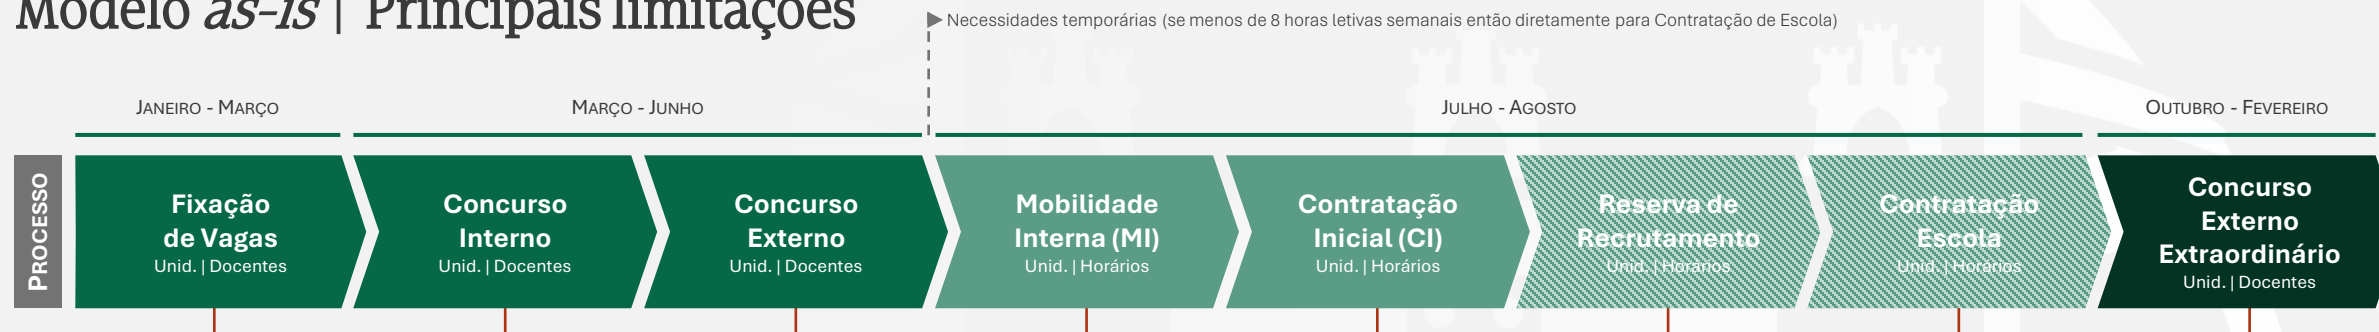 Modelo as-is | Principais limitações
Necessidades temporárias (se menos de 8 horas letivas semanais então diretamente para Contratação de Escola)
JANEIRO - MARÇO
MARÇO - JUNHO
JULHO - AGOSTO
OUTUBRO - FEVEREIRO
PROCESSO
Fixação
de Vagas
Unid. | Docentes
Concurso
Interno
Unid. | Docentes
Concurso
Externo
Unid. | Docentes
Mobilidade
Interna (MI)
Unid. | Horários
Contratação
Inicial (CI)
Unid. | Horários
Reserva de
Recrutamento
Unid. | Horários
Contratação
Escola
Unid. | Horários
Concurso
Externo
Extraordinário
Unid. | Docentes